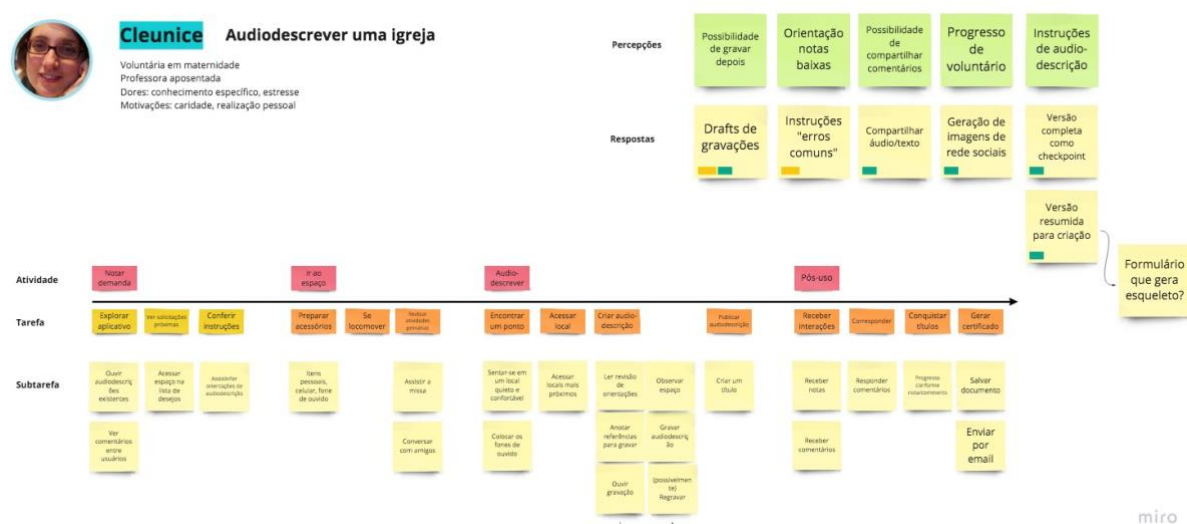 Cleunice Audiodescrever uma igreja
Voluntária em maternidade
Professora aposentada
Dores: conhecimento específico, estresse
Motivações: caridade, realização pessoal
Percepções
Possibilidade
de gravar
depois
Orientação
notas
baixas
Possibilidade
de
compartilhar
comentários
Progresso
de
voluntário
Instruções
de audio-
descrição
Respostas
Drafts de
gravações
Instruções
"erros
comuns"
Compartilhar
áudio/texto
Geração de
imagens de
rede sociais
Versão
completa
como
checkpoint
Versão
resumida
para criação
Formulário
que gera
esqueleto?
Atividade
Notar
demanda
Ir ao
espaço
Audio-
descrever
Pós-uso
Tarefa
Explorar
aplicativo
Ver solicitações
próximas
Conferir
instruções
Preparar
acessórios
Se
locomover
atividades
Encontrar
um ponto
Acessar
local
Criar audio-
descrição
Publicar
audiodescrição
Receber
interações
Corresponder
Conquistar
títulos
Gerar
certificado
Subtarefa
Ouvir
audiodescriç
ões
existentes
Acessar
espaço na
lista de
desejos
orientações de
audiodescrição
Itens
pessoais,
celular, fone
de ouvido
Assistir a
missa
Sentar-se em
um local
quieto e
confortável
Acessar
locais mais
próximos
Ler revisão
de
orientações
Observar
espaço
Criar um
título
Receber
notas
Responder
comentários
Progresso
conforme
Salvar
documento
Ver
comentários
entre
usuários
Conversar
com amigos
Colocar os
fones de
ouvido
Anotar
referências
para gravar
Gravar
audiodescriç
ão
Receber
comentários
Enviar
por
email
Ouvir
gravação
(possivelmen
te)
Regravar
miro